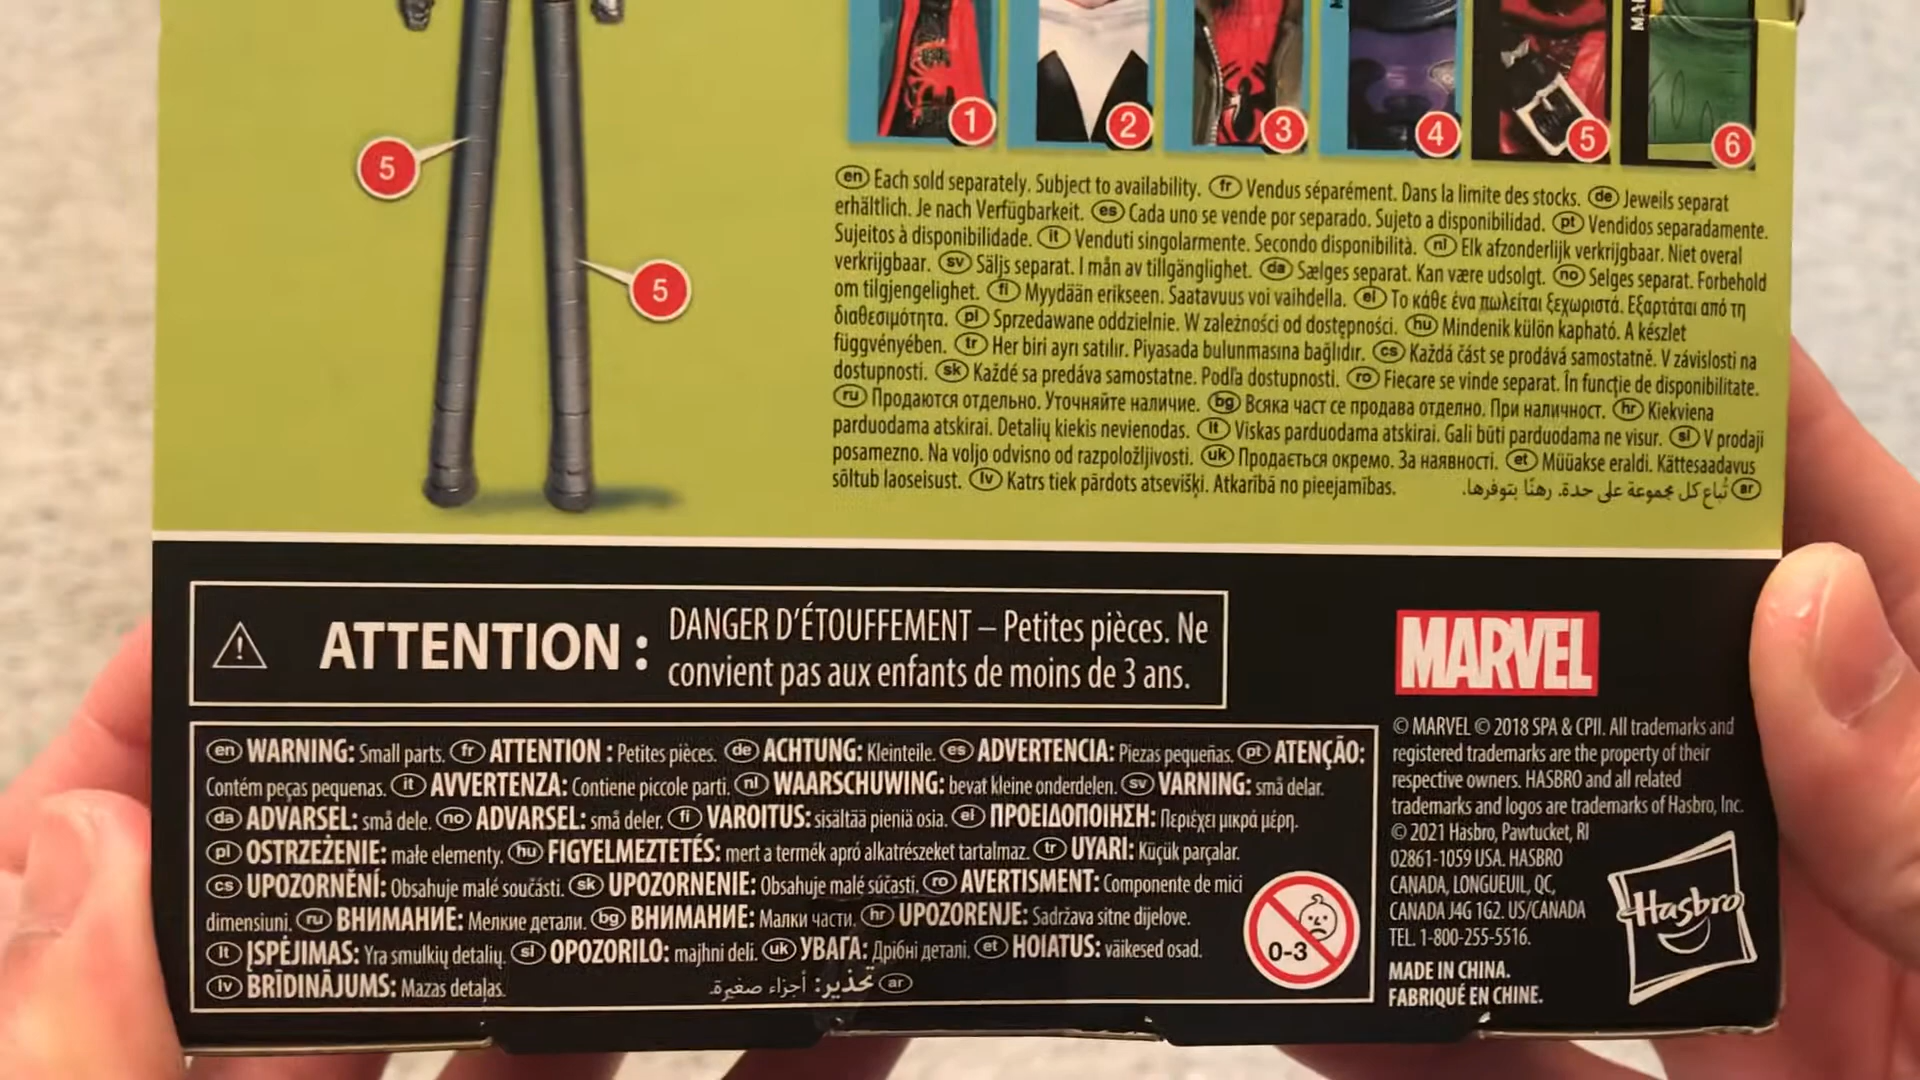 5
5
1 2 3 4 5 6
en Each sold separately. Subject to availability. fr Vendus séparément. Dans la limite des stocks. de Jeweils separat
erhältlich. Je nach Verfügbarkeit. es Cada uno se vende por separado. Sujeto a disponibilidad. pt Vendidos separadamente.
Sujeitos à disponibilidade. it Venduti singolarmente. Secondo disponibilità. nl Elk afzonderlijk verkrijgbaar. Niet overal
verkrijgbaar. sv Säljs separat. I mån av tillgänglighet. da Sælges separat. Kan være udsolgt. no Selges separat. Forbehold
om tilgjengelighet. fi Myydään erikseen. Saatavuus voi vaihdella. el Το κάθε ένα πωλείται ξεχωριστά. Εξαρτάται από τη
διαθεσιμότητα. pl Sprzedawane oddzielnie. W zależności od dostępności. hu Mindenik külön kapható. A készlet
függvényében. tr Her biri ayrı satılır. Piyasada bulunmasına bağlıdır. cs Každá část se prodává samostatně. V závislosti na
dostupnosti. sk Každé sa predáva samostatne. Podľa dostupnosti. ro Fiecare se vinde separat. În funcție de disponibilitate.
ru Продаются отдельно. Уточняйте наличие. bg Всяка част се продава отделно. При наличност. hr Kiekviena
parduodama atskirai. Detalių kiekis nevienodas. lt Viskas parduodama atskirai. Gali būti parduodama ne visur. sl V prodaji
posamezno. Na voljo odvisno od razpoložljivosti. uk Продається окремо. За наявності. et Müüakse eraldi. Kättesaadavus
sõltub laoseisust. lv Katrs tiek pārdots atsevišķi. Atkarībā no pieejamības. ar تُباع كل مجموعة على حدة. رهنًا بتوفرها.
ATTENTION : DANGER D'ÉTOUFFEMENT – Petites pièces. Ne
convient pas aux enfants de moins de 3 ans.
en WARNING: Small parts. fr ATTENTION : Petites pièces. de ACHTUNG: Kleinteile. es ADVERTENCIA: Piezas pequeñas. pt ATENÇÃO:
Contém peças pequenas. it AVVERTENZA: Contiene piccole parti. nl WAARSCHUWING: bevat kleine onderdelen. sv VARNING: små delar.
da ADVARSEL: små dele. no ADVARSEL: små deler. fi VAROITUS: sisältää pieniä osia. el ΠΡΟΕΙΔΟΠΟΙΗΣΗ: Περιέχει μικρά μέρη.
pl OSTRZEŻENIE: małe elementy. hu FIGYELMEZTETÉS: mert a termék apró alkatrészeket tartalmaz. tr UYARI: Küçük parçalar.
cs UPOZORNĚNÍ: Obsahuje malé součásti. sk UPOZORNENIE: Obsahuje malé súčasti. ro AVERTISMENT: Componente de mici
dimensiuni. ru ВНИМАНИЕ: Мелкие детали. bg ВНИМАНИЕ: Малки части. hr UPOZORENJE: Sadržava sitne dijelove.
lt ĮSPĖJIMAS: Yra smulkių detalių. sl OPOZORILO: majhni deli. uk УВАГА: Дрібні деталі. et HOIATUS: väikesed osad.
lv BRĪDINĀJUMS: Mazas detaļas. ar تحذير: أجزاء صغيرة.
0-3
MARVEL
© MARVEL © 2018 SPA & CPII. All trademarks and
registered trademarks are the property of their
respective owners. HASBRO and all related
trademarks and logos are trademarks of Hasbro, Inc.
© 2021 Hasbro, Pawtucket, RI
02861-1059 USA. HASBRO
CANADA, LONGUEUIL, QC,
CANADA J4G 1G2. US/CANADA
TEL. 1-800-255-5516.
MADE IN CHINA.
FABRIQUÉ EN CHINE.
Hasbro